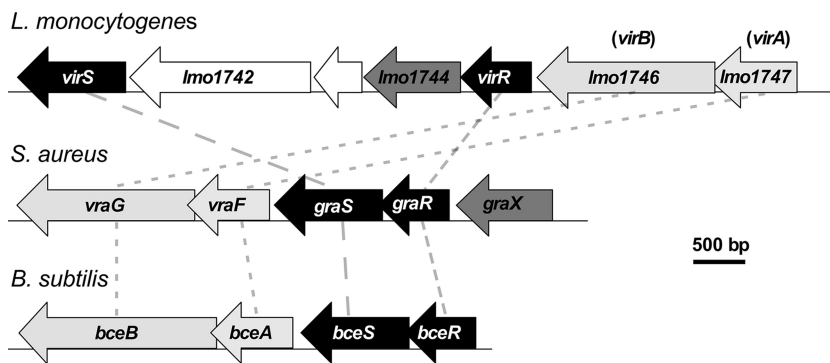 L. monocytogenes
(virB) (virA)
virS lmo1742 lmo1744 virR lmo1746 lmo1747
S. aureus
vraG vraF graS graR graX
500 bp
B. subtilis
bceB bceA bceS bceR